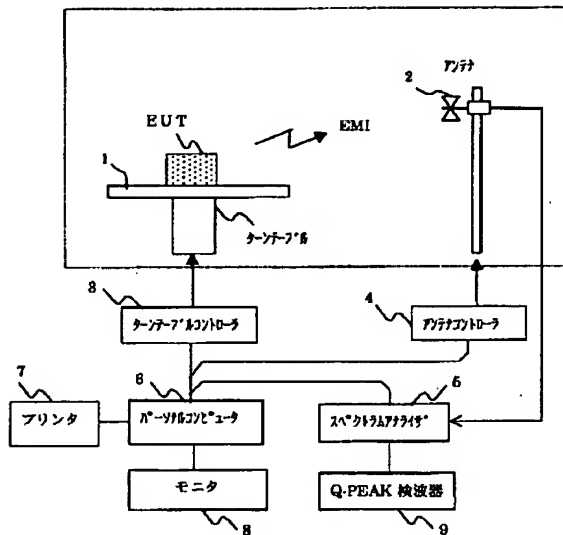 アンテナ
2
EUT
EMI
1
ターンテーブル
3
4
ターンテーブルコントローラ
アンテナコントローラ
7
6
5
プリンタ
パーソナルコンピュータ
スペクトラムアナライザ
モニタ
Q-PEAK 検波器
8
9